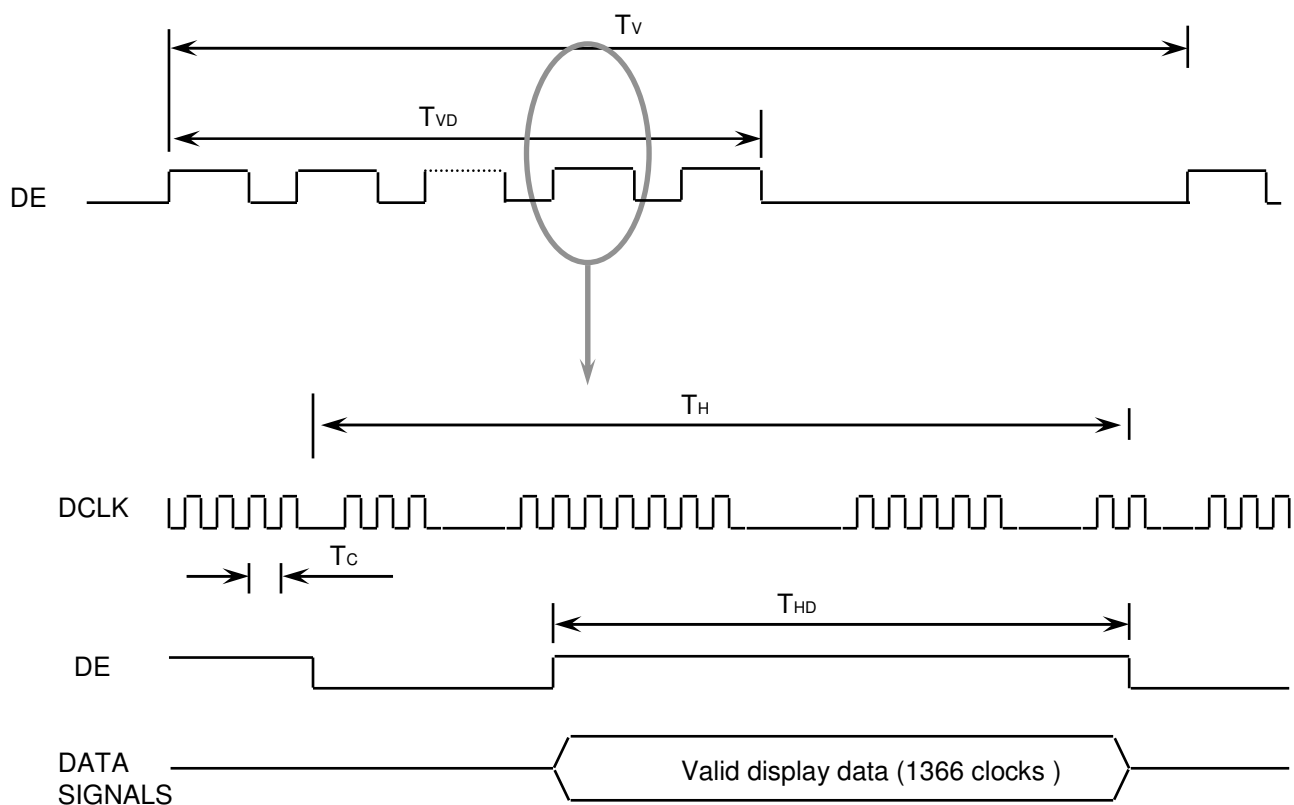 TV
TVD
DE
TH
DCLK
TC
THD
DE
DATA
SIGNALS
Valid display data (1366 clocks )